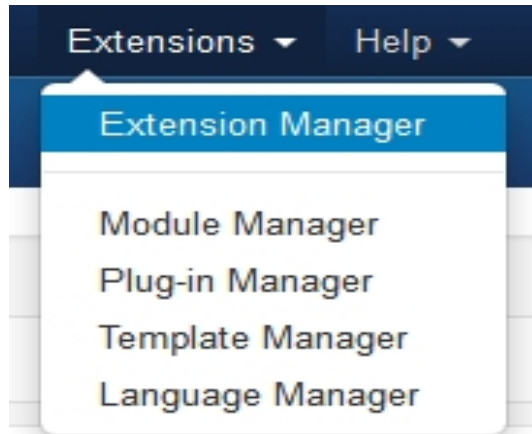 Extensions Help
Extension Manager
Module Manager
Plug-in Manager
Template Manager
Language Manager